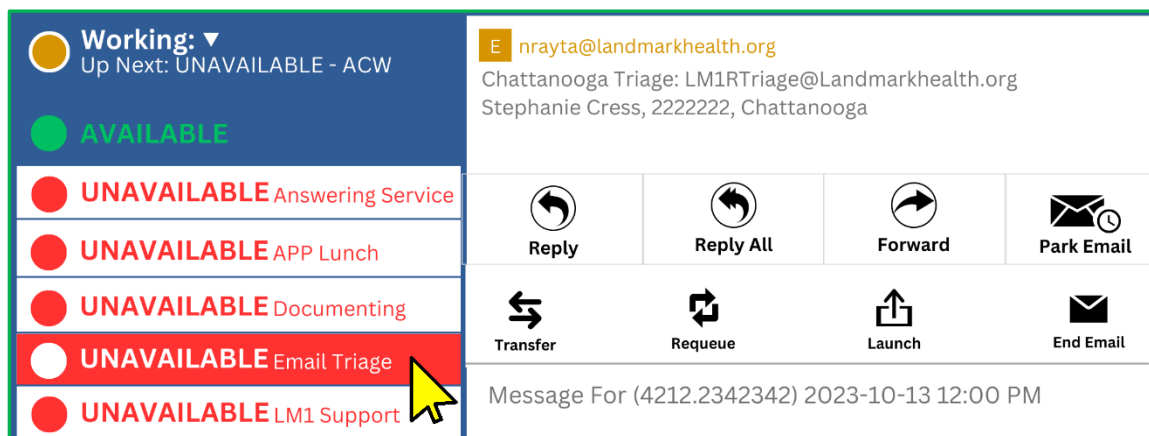 Working: ▼
Up Next: UNAVAILABLE - ACW
AVAILABLE
UNAVAILABLE Answering Service
UNAVAILABLE APP Lunch
UNAVAILABLE Documenting
UNAVAILABLE Email Triage
UNAVAILABLE LM1 Support
E nrayta@landmarkhealth.org
Chattanooga Triage: LM1RTriage@Landmarkhealth.org
Stephanie Cress, 2222222, Chattanooga
Reply Reply All Forward Park Email
Transfer Requeue Launch End Email
Message For (4212.2342342) 2023-10-13 12:00 PM